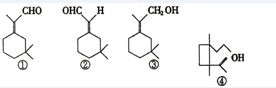 CHO OHC H CH₂OH
OH
① ② ③ ④